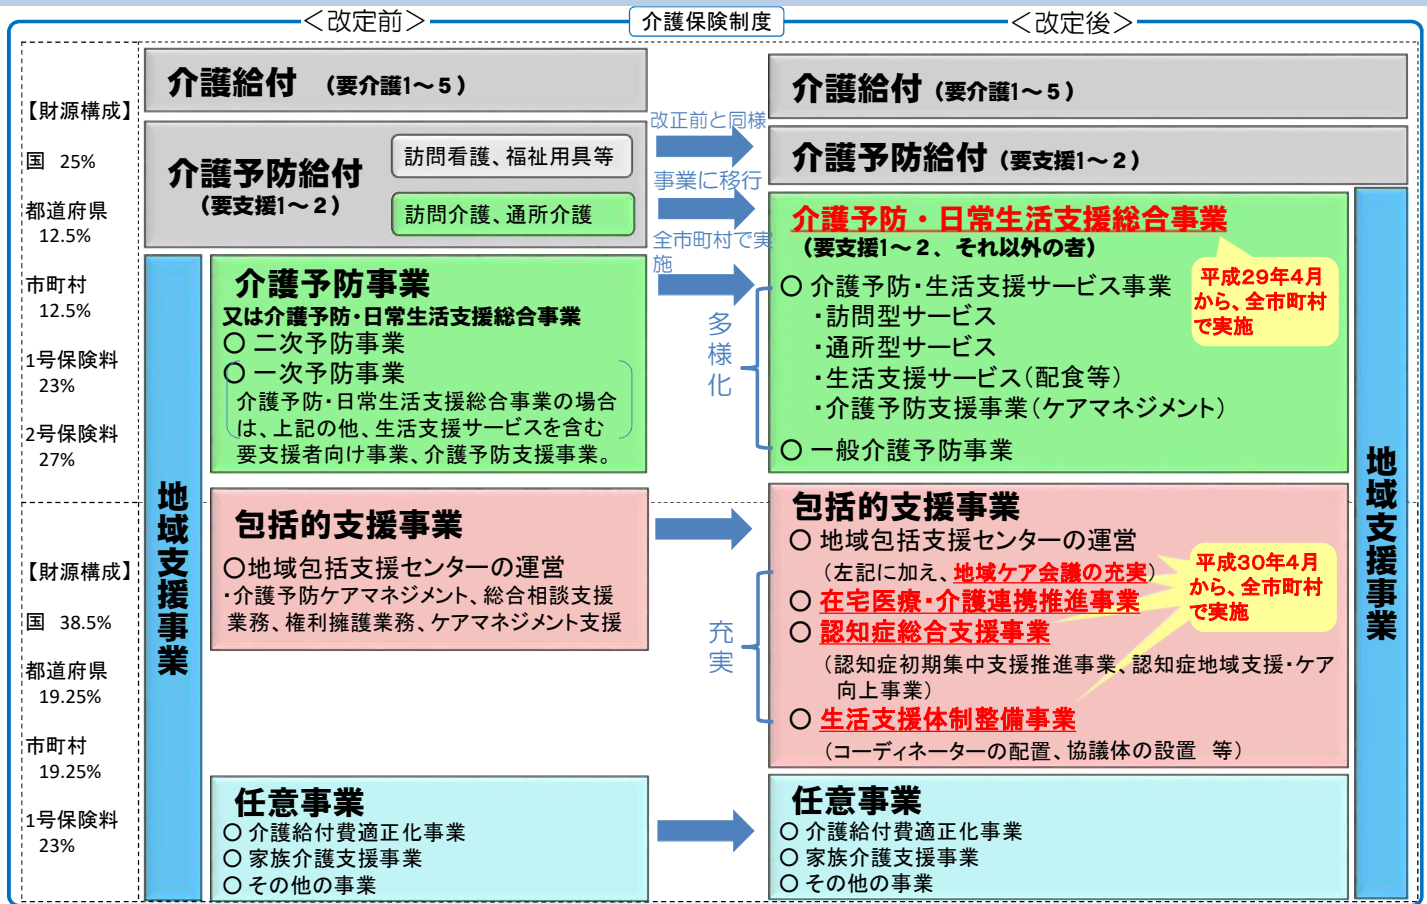 ＜改定前＞
介護保険制度
＜改定後＞
【財源構成】
国 25%
都道府県
12.5%
市町村
12.5%
1号保険料
23%
2号保険料
27%
【財源構成】
国 38.5%
都道府県
19.25%
市町村
19.25%
1号保険料
23%
介護給付 （要介護1～5）
介護予防給付
（要支援1～2）
訪問看護、福祉用具等
訪問介護、通所介護
地域支援事業
介護予防事業
又は介護予防・日常生活支援総合事業
○ 二次予防事業
○ 一次予防事業
介護予防・日常生活支援総合事業の場合
は、上記の他、生活支援サービスを含む
要支援者向け事業、介護予防支援事業。
包括的支援事業
○地域包括支援センターの運営
・介護予防ケアマネジメント、総合相談支援
業務、権利擁護業務、ケアマネジメント支援
任意事業
○ 介護給付費適正化事業
○ 家族介護支援事業
○ その他の事業
改正前と同様
事業に移行
全市町村で実
施
多様化
充実
介護給付（要介護1～5）
介護予防給付（要支援1～2）
介護予防・日常生活支援総合事業
（要支援1～2、それ以外の者）
○ 介護予防・生活支援サービス事業
・訪問型サービス
・通所型サービス
・生活支援サービス（配食等）
・介護予防支援事業（ケアマネジメント）
○ 一般介護予防事業
平成29年4月
から、全市町村
で実施
包括的支援事業
○ 地域包括支援センターの運営
（左記に加え、地域ケア会議の充実）
○ 在宅医療・介護連携推進事業
○ 認知症総合支援事業
（認知症初期集中支援推進事業、認知症地域支援・ケア
向上事業）
○ 生活支援体制整備事業
（コーディネーターの配置、協議体の設置 等）
平成30年4月
から、全市町村
で実施
任意事業
○ 介護給付費適正化事業
○ 家族介護支援事業
○ その他の事業
地域支援事業